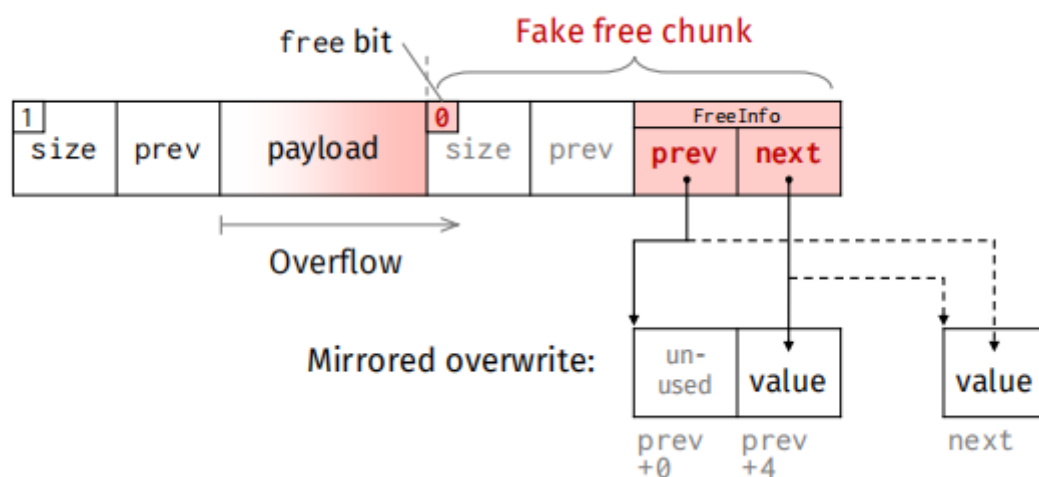 free bit
Fake free chunk
1
size
prev
payload
0
size
prev
FreeInfo
prev
next
Overflow
Mirrored overwrite:
un-
used
value
value
prev
+0
prev
+4
next